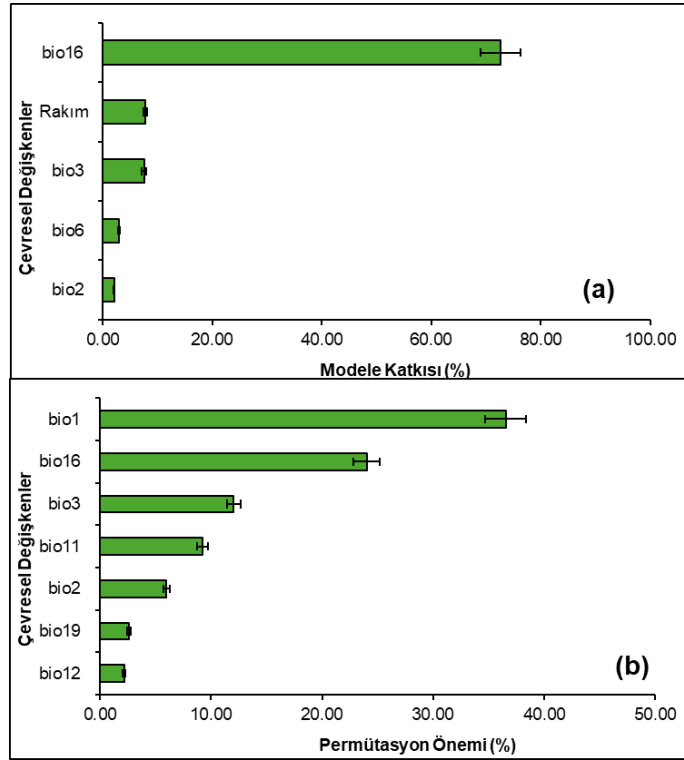 Çevresel Değişkenler
bio16
Rakım
bio3
bio6
bio2
(a)
0.00 20.00 40.00 60.00 80.00 100.00
Modele Katkısı (%)
Çevresel Değişkenler
bio1
bio16
bio3
bio11
bio2
bio19
bio12
(b)
0.00 10.00 20.00 30.00 40.00 50.00
Permütasyon Önemi (%)